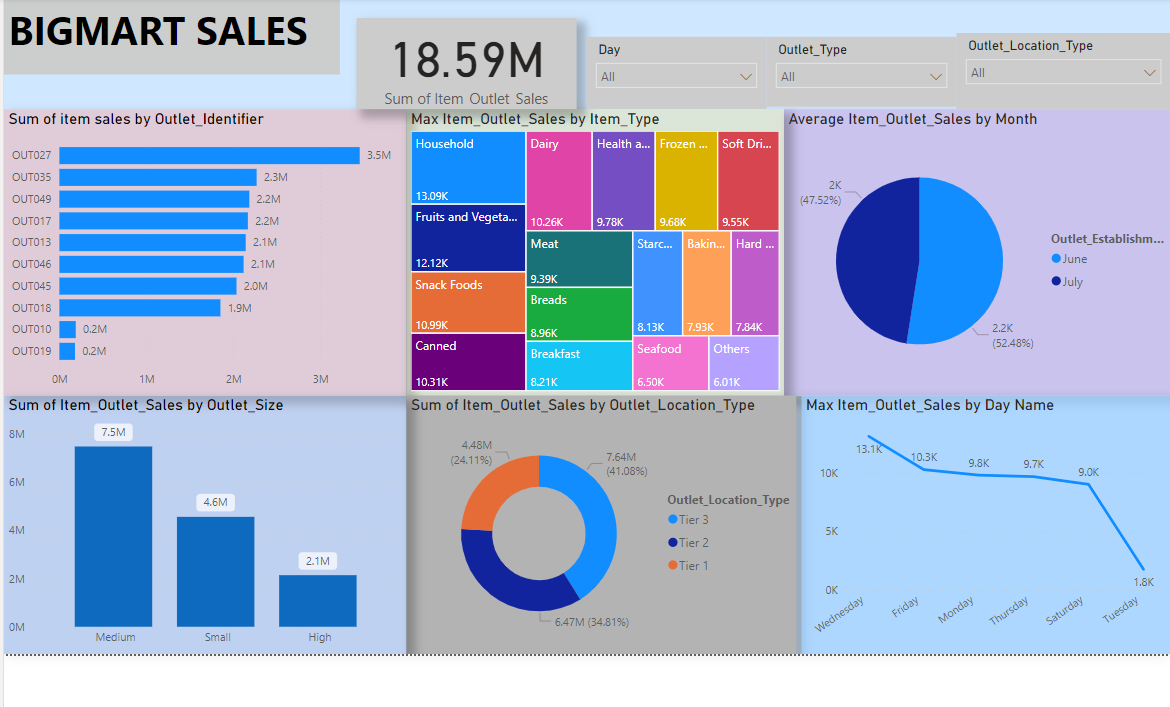 BIGMART SALES
18.59M
Sum of Item Outlet Sales
Day
All
Outlet_Type
All
Outlet_Location_Type
All
Sum of item sales by Outlet_Identifier
OUT027 3.5M
OUT035 2.3M
OUT049 2.2M
OUT017 2.2M
OUT013 2.1M
OUT046 2.1M
OUT045 2.0M
OUT018 1.9M
OUT010 0.2M
OUT019 0.2M
0M 1M 2M 3M
Max Item_Outlet_Sales by Item_Type
Household
13.09K
Fruits and Vegeta...
12.12K
Snack Foods
10.99K
Canned
10.31K
Dairy
10.26K
Health a...
9.78K
Frozen ...
9.68K
Soft Dri...
9.55K
Meat
9.39K
Breads
8.96K
Breakfast
8.21K
Starc...
8.13K
Bakin...
7.93K
Hard ...
7.84K
Seafood
6.50K
Others
6.01K
Average Item_Outlet_Sales by Month
2K
(47.52%)
2.2K
(52.48%)
Outlet_Establishm...
June
July
Sum of Item_Outlet_Sales by Outlet_Size
8M
6M
4M
2M
0M
7.5M
4.6M
2.1M
Medium Small High
Sum of Item_Outlet_Sales by Outlet_Location_Type
4.48M
(24.11%)
7.64M
(41.08%)
6.47M (34.81%)
Outlet_Location_Type
Tier 3
Tier 2
Tier 1
Max Item_Outlet_Sales by Day Name
10K
5K
0K
13.1K
10.3K
9.8K
9.7K
9.0K
1.8K
Wednesday
Friday
Monday
Thursday
Saturday
Tuesday